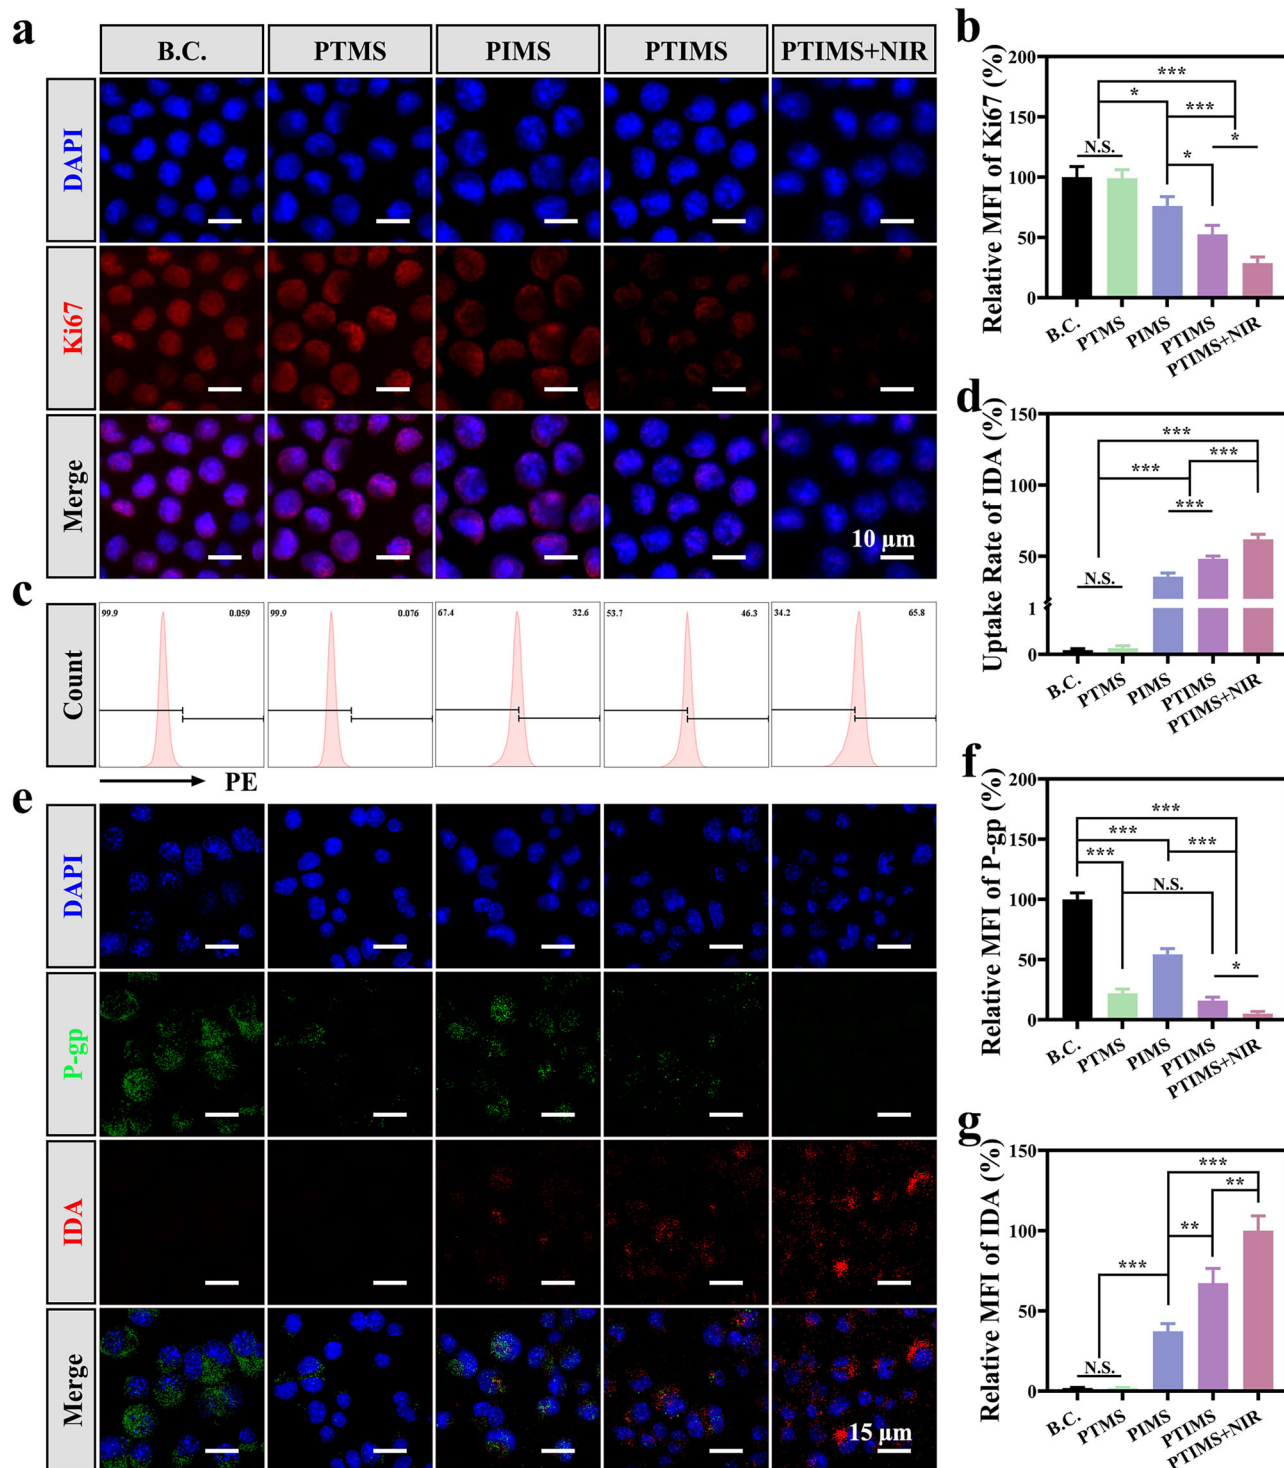 a
B.C.
PTMS
PIMS
PTIMS
PTIMS+NIR
DAPI
Ki67
Merge
10 µm
b
Relative MFI of Ki67 (%)
200
150
100
50
0
***
*
***
*
N.S.
*
B.C.
PTMS
PIMS
PTIMS
PTIMS+NIR
c
Count
99.9 0.059
99.9 0.076
67.4 32.6
53.7 46.3
34.2 65.8
PE
d
Uptake Rate of IDA (%)
150
100
50
1
0
***
***
***
***
N.S.
B.C.
PTMS
PIMS
PTIMS
PTIMS+NIR
e
DAPI
P-gp
IDA
Merge
15 µm
f
Relative MFI of P-gp (%)
200
150
100
50
0
***
***
***
***
N.S.
*
B.C.
PTMS
PIMS
PTIMS
PTIMS+NIR
g
Relative MFI of IDA (%)
150
100
50
0
***
**
**
***
N.S.
B.C.
PTMS
PIMS
PTIMS
PTIMS+NIR